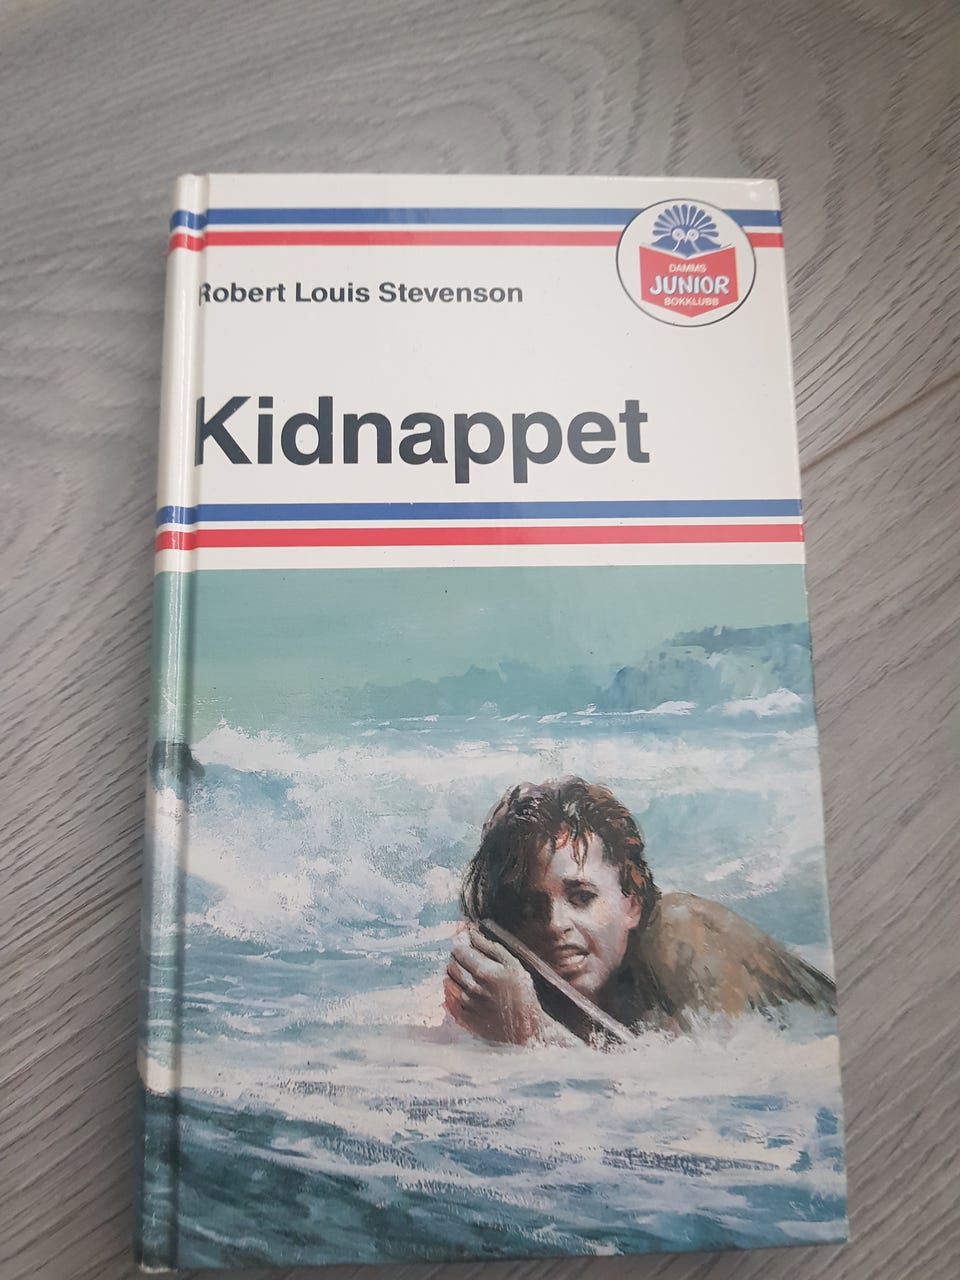 Robert Louis Stevenson
DAMMS
JUNIOR
BOKKLUBB
Kidnappet